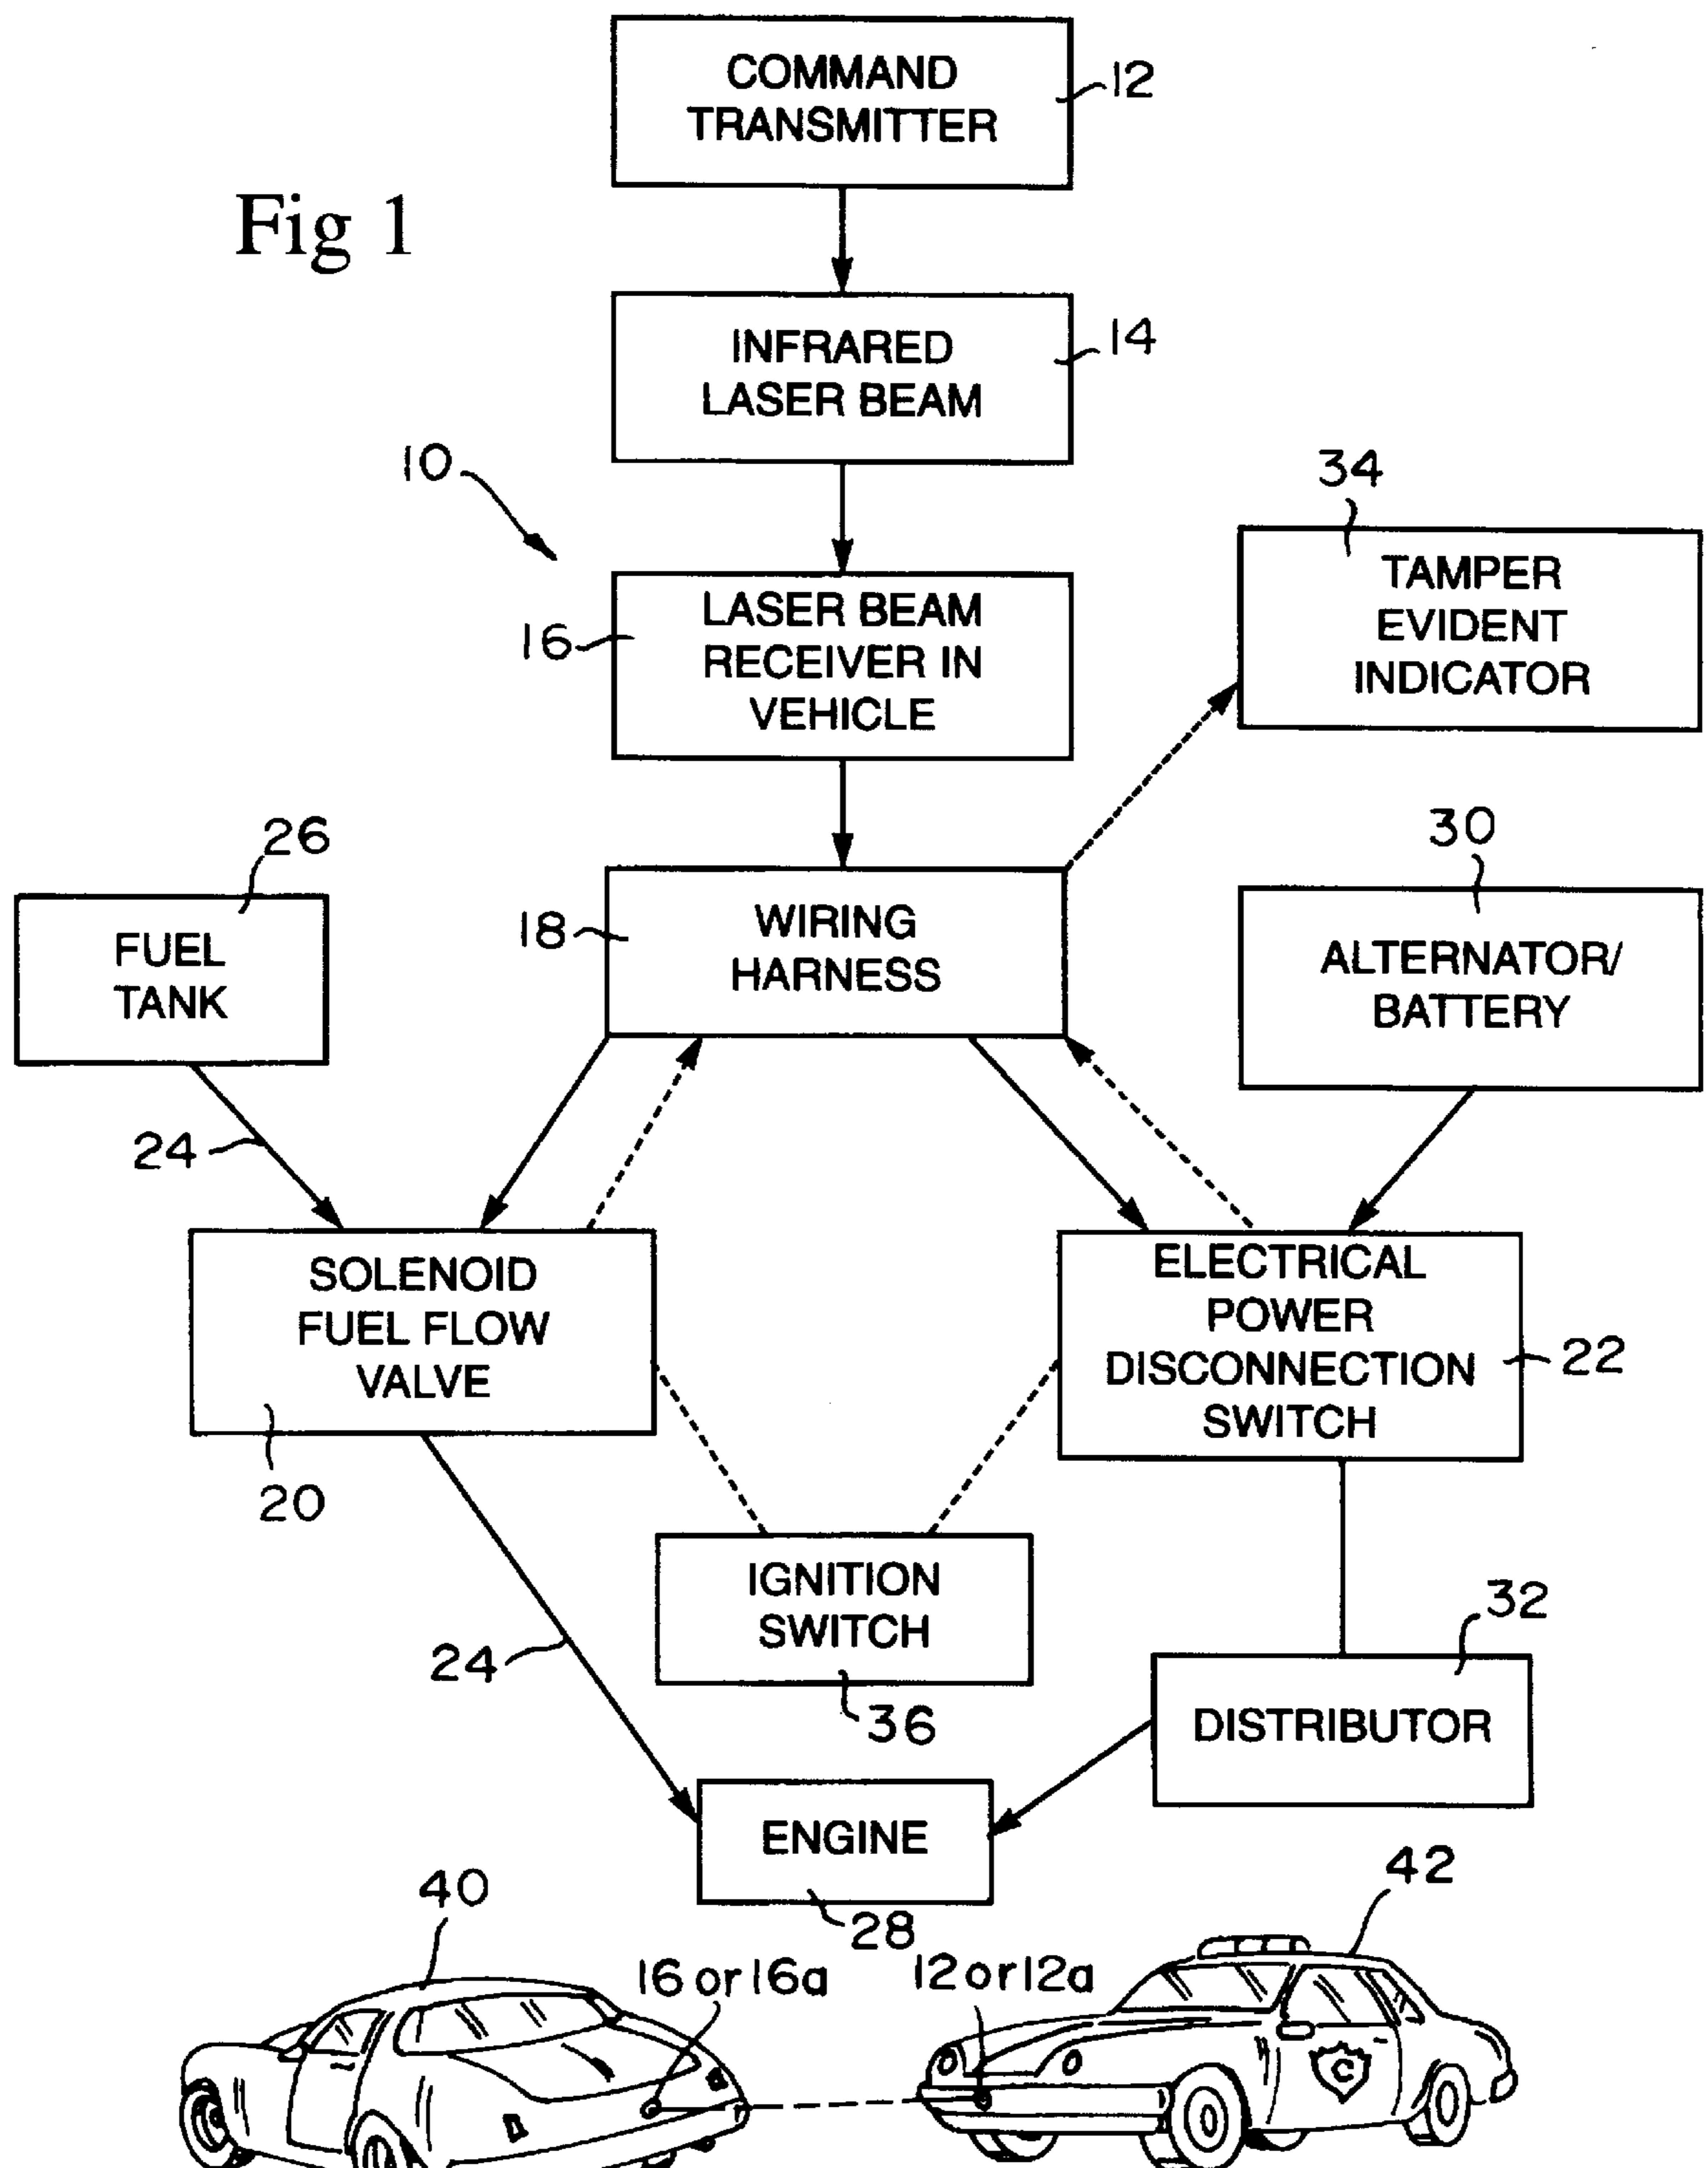 COMMAND
TRANSMITTER
12
Fig 1
INFRARED
LASER BEAM
14
10
34
LASER BEAM
RECEIVER IN
VEHICLE
16
TAMPER
EVIDENT
INDICATOR
26
30
FUEL
TANK
18
WIRING
HARNESS
ALTERNATOR/
BATTERY
24
SOLENOID
FUEL FLOW
VALVE
20
ELECTRICAL
POWER
DISCONNECTION
SWITCH
22
IGNITION
SWITCH
36
24
32
DISTRIBUTOR
ENGINE
28
40
42
16 or 16a
12 or 12a
C